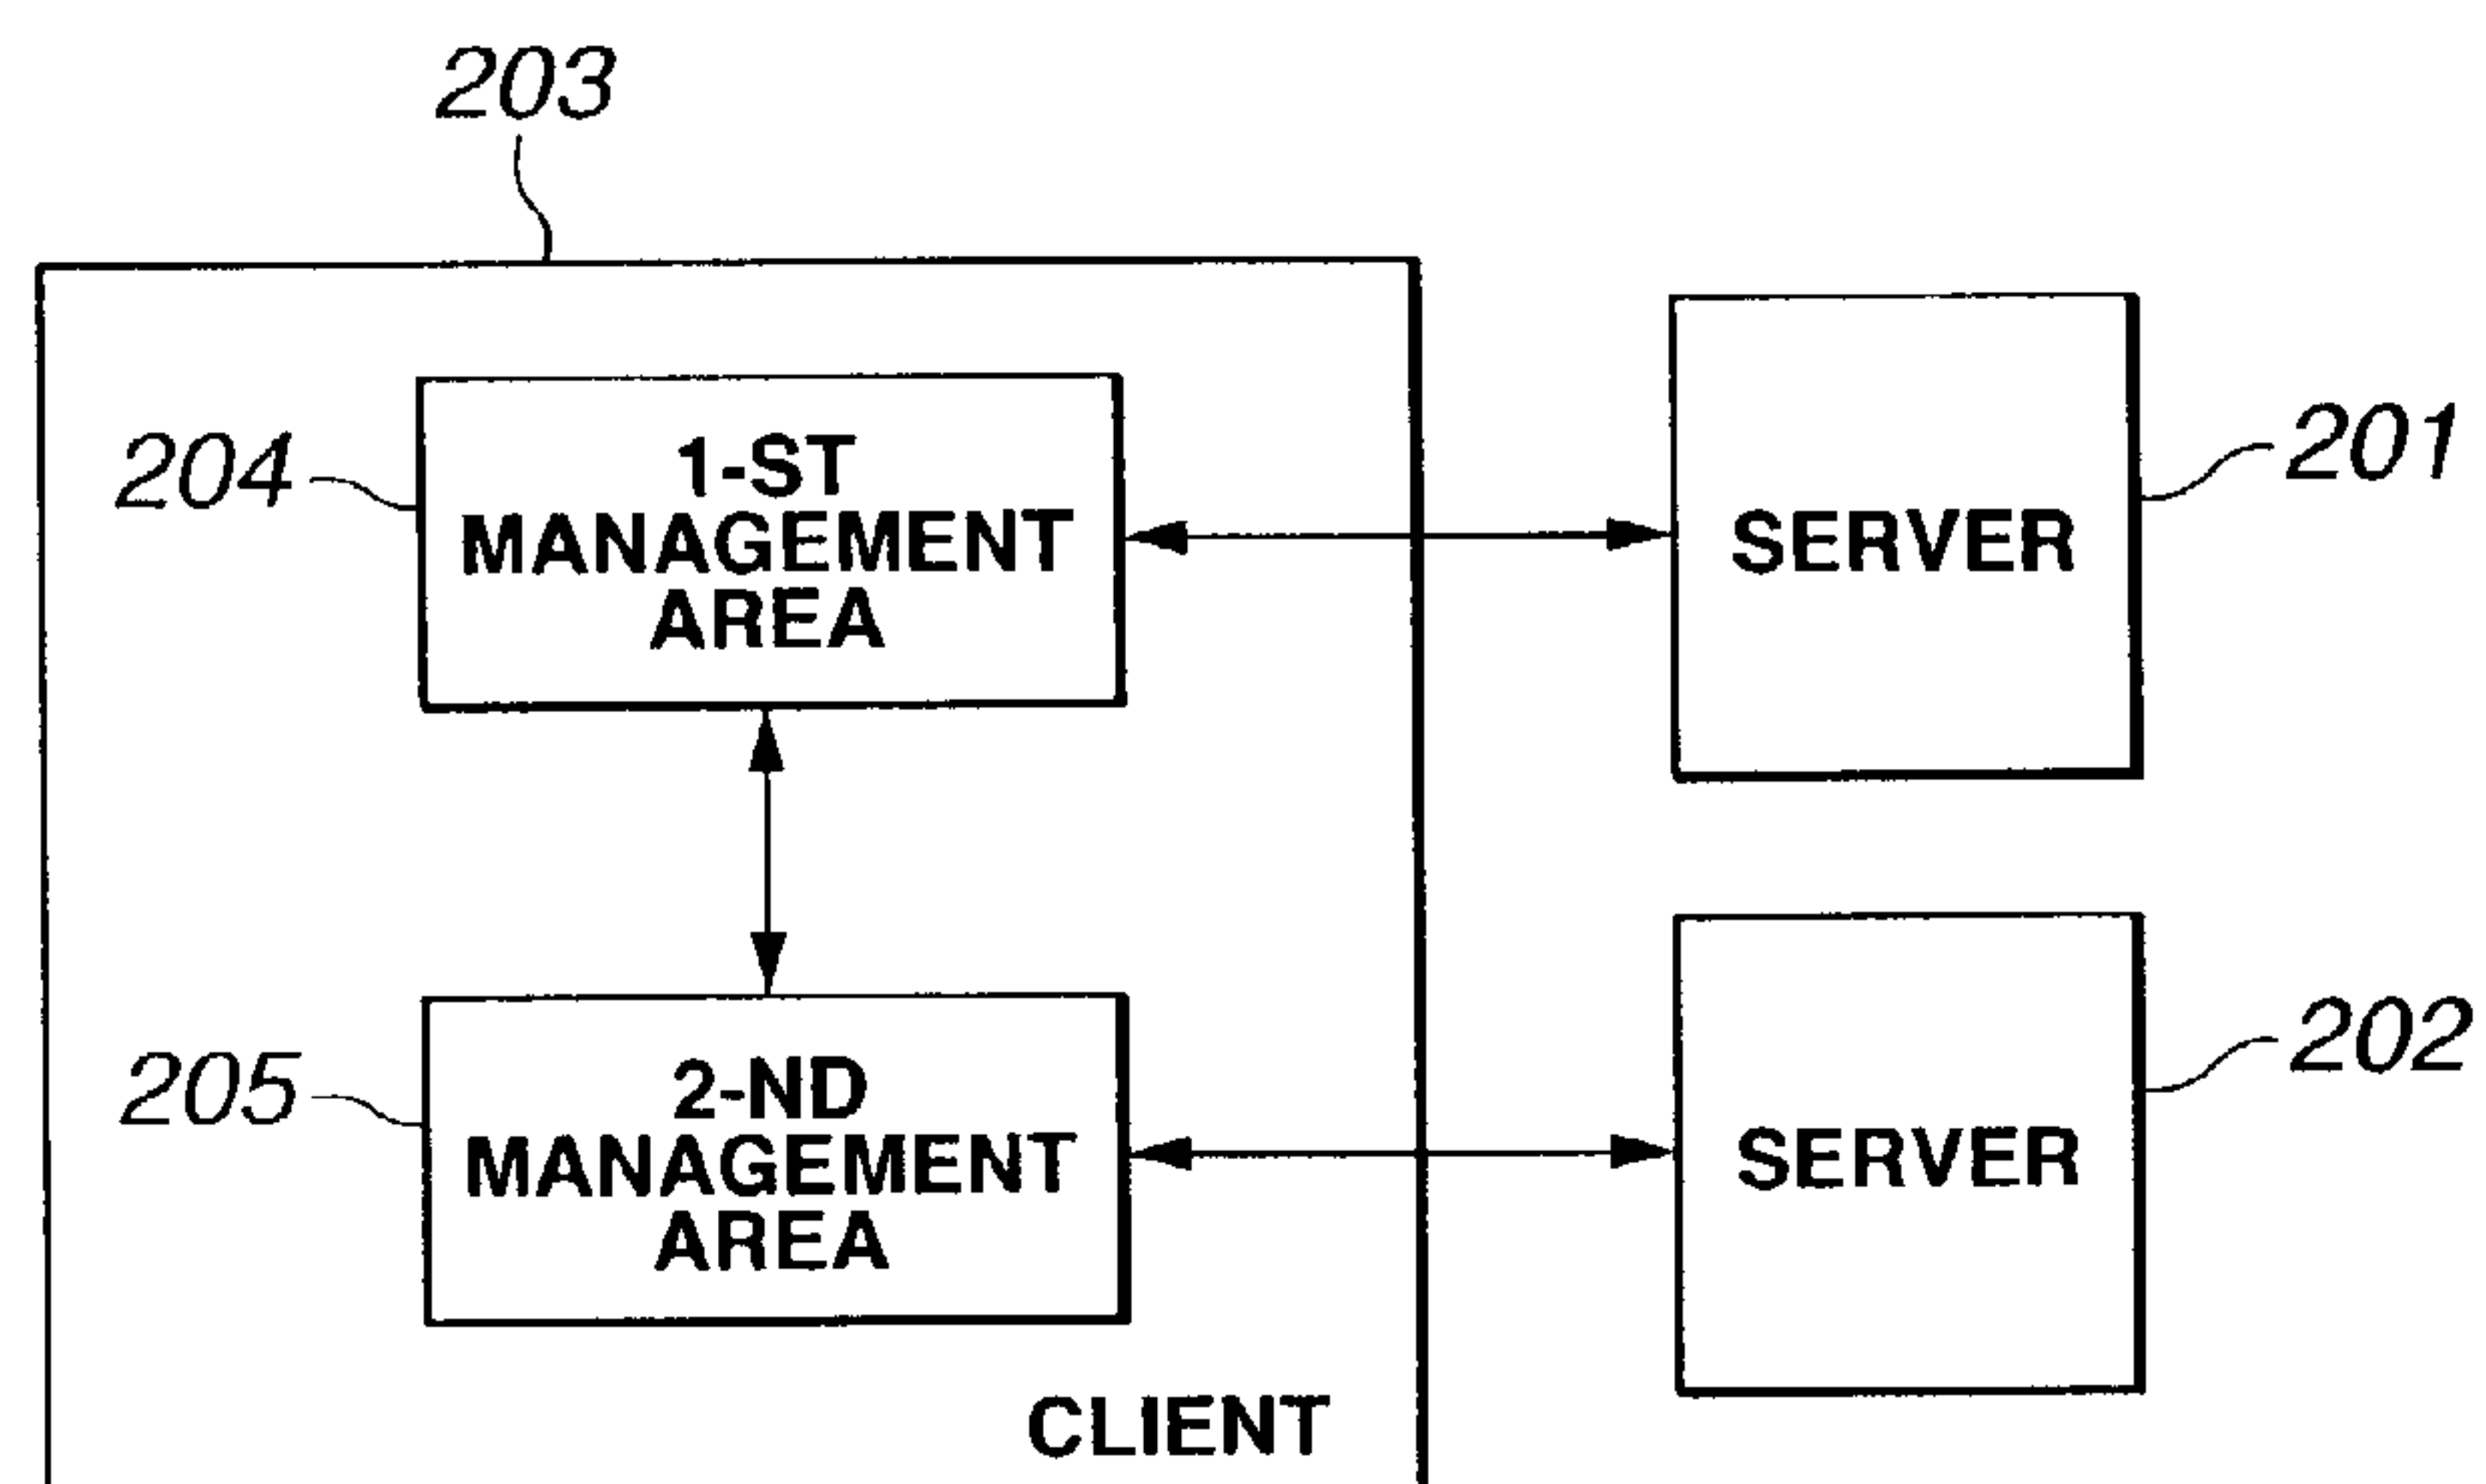 203
204
1-ST
MANAGEMENT
AREA
SERVER
201
205
2-ND
MANAGEMENT
AREA
SERVER
202
CLIENT